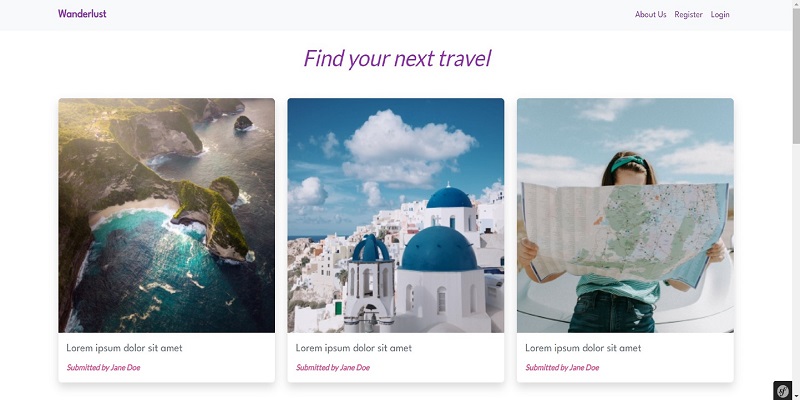 Wanderlust
About Us Register Login
Find your next travel
Lorem ipsum dolor sit amet
Submitted by Jane Doe
Lorem ipsum dolor sit amet
Submitted by Jane Doe
Lorem ipsum dolor sit amet
Submitted by Jane Doe